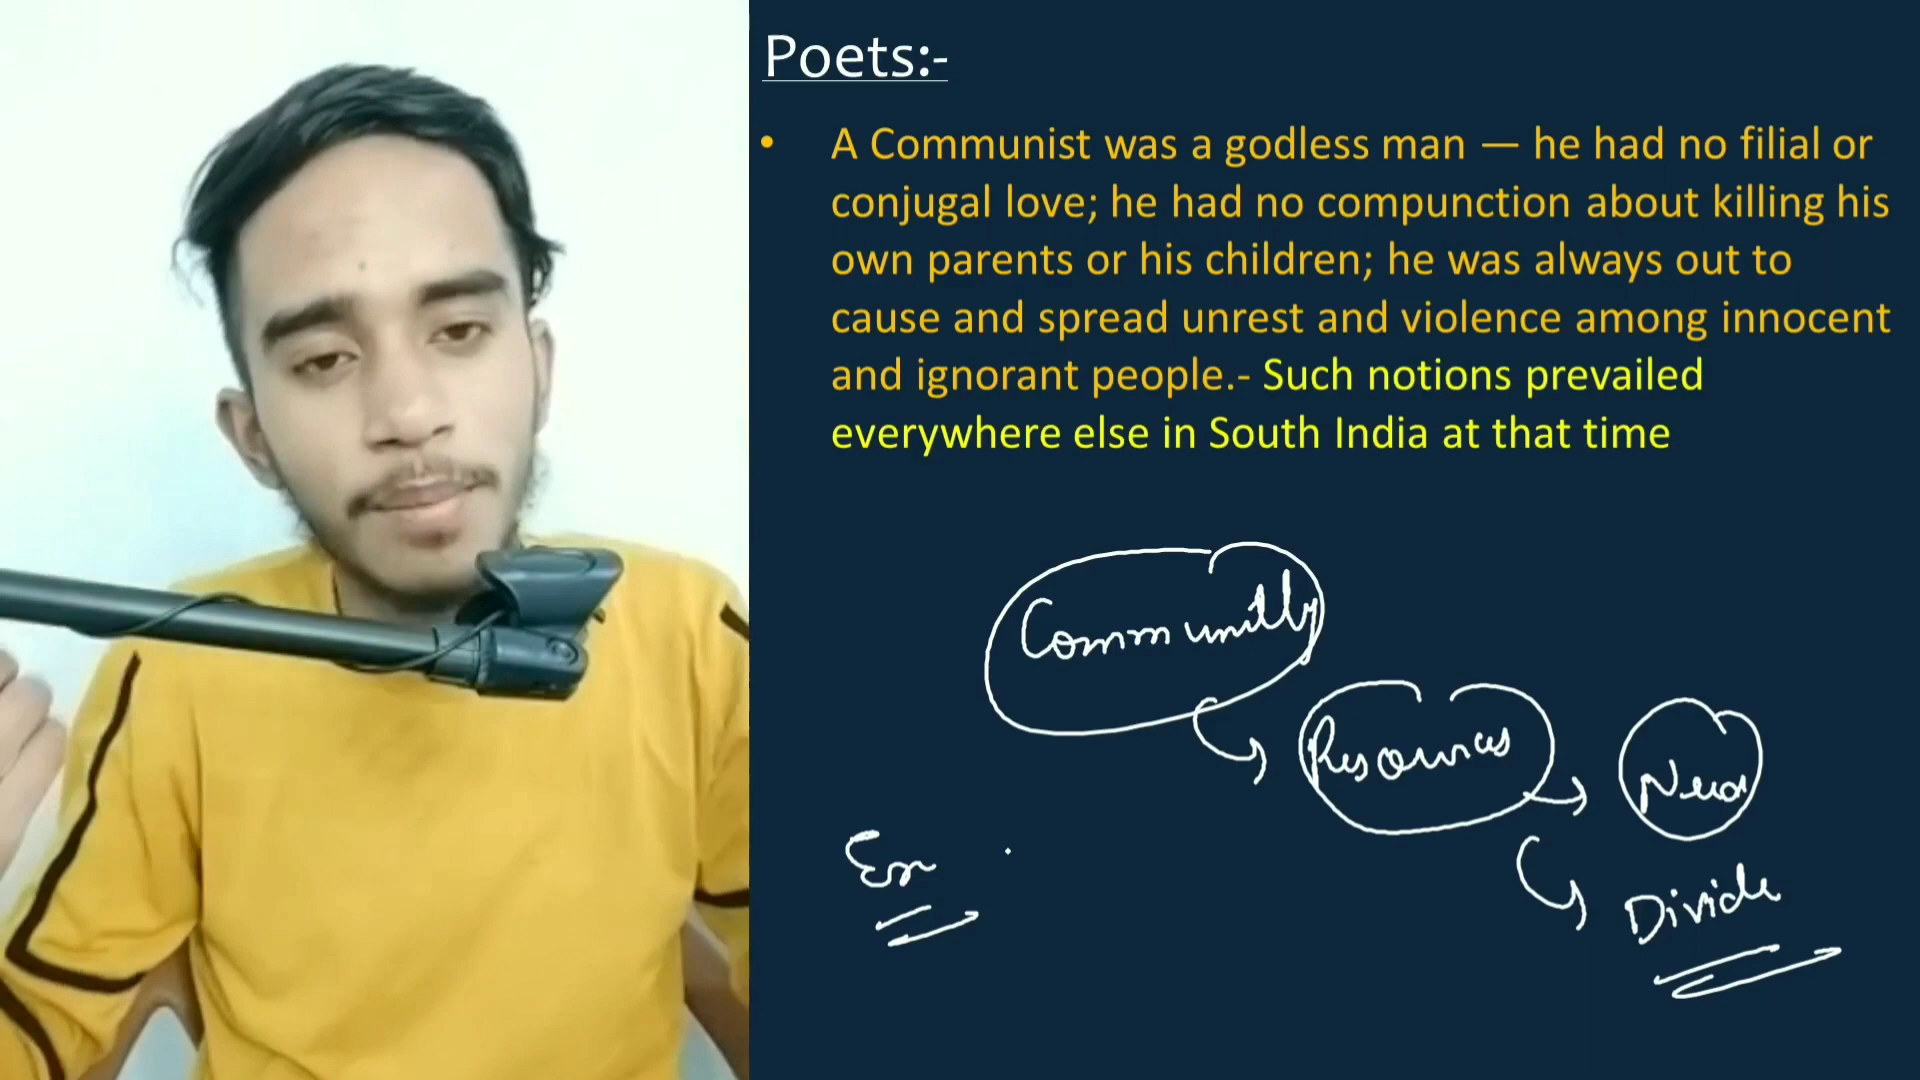 Poets:-
• A Communist was a godless man — he had no filial or
conjugal love; he had no compunction about killing his
own parents or his children; he was always out to
cause and spread unrest and violence among innocent
and ignorant people.- Such notions prevailed
everywhere else in South India at that time
Community
Resources
Divide